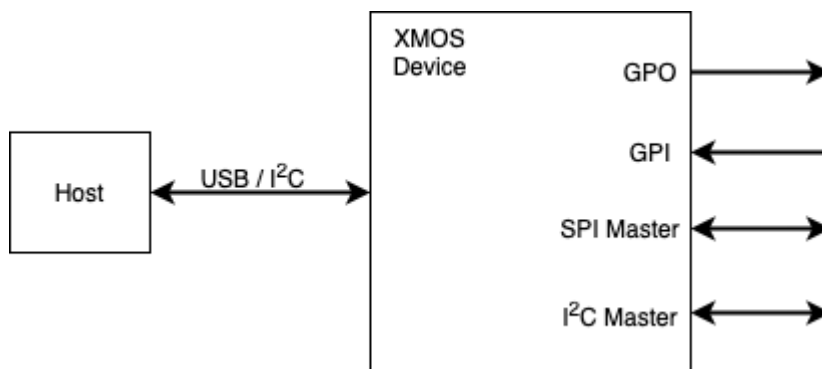 XMOS
Device
GPO
GPI
Host
USB / I²C
SPI Master
I²C Master